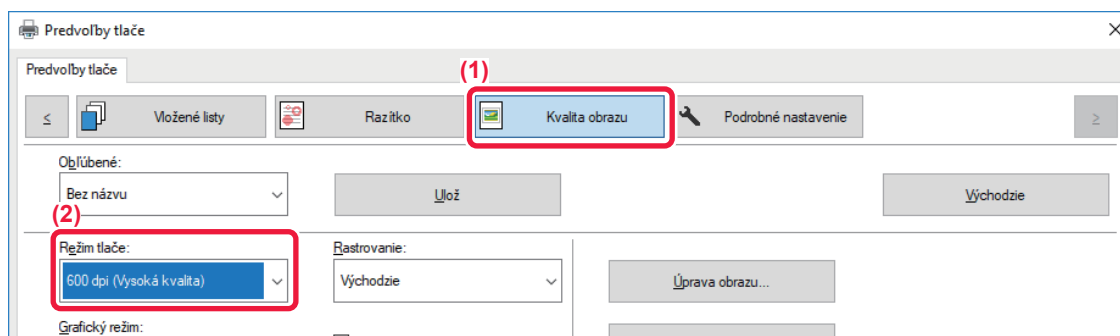 Predvoľby tlače
Predvoľby tlače
(1)
< Vložené listy Razítko Kvalita obrazu Podrobné nastavenie >
Obľúbené:
Bez názvu Ulož Východzie
(2)
Režim tlače: Rastrovanie:
600 dpi (Vysoká kvalita) Východzie Úprava obrazu...
Grafický režim: